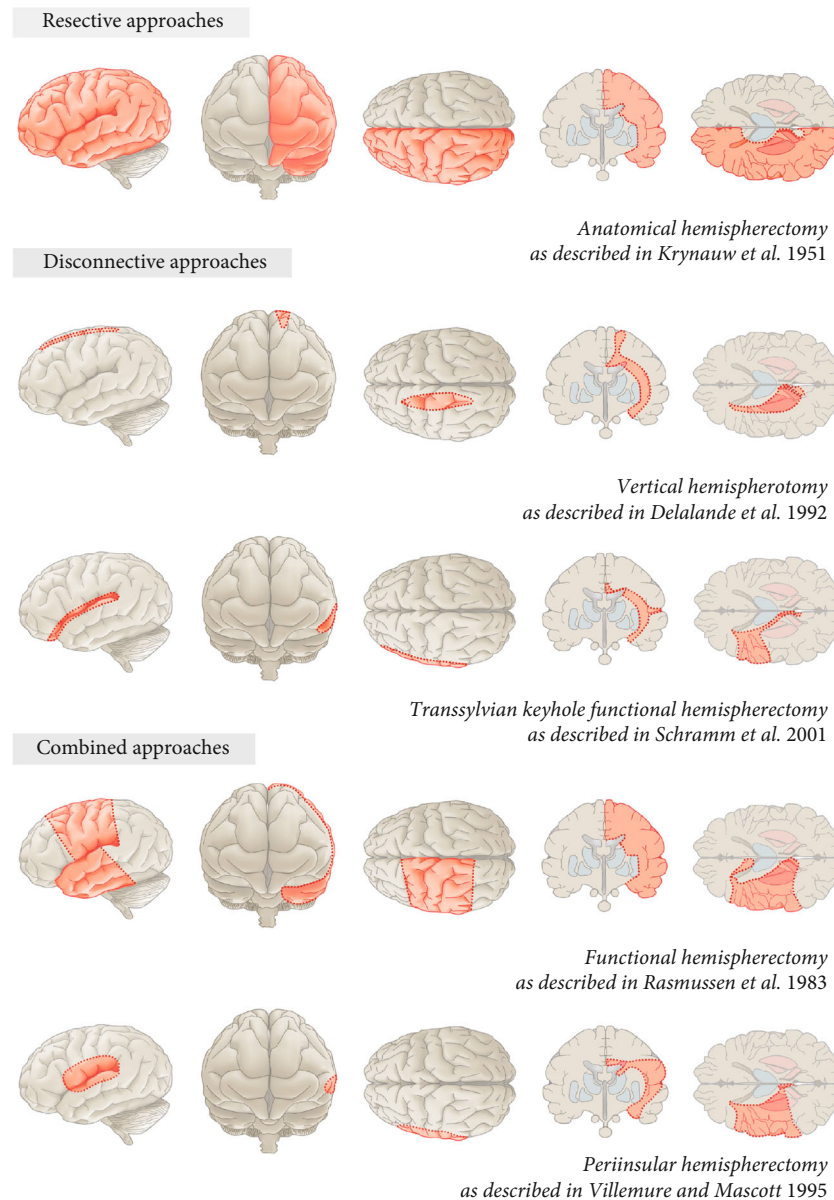 Resective approaches
Anatomical hemispherectomy
as described in Krynauw et al. 1951
Disconnective approaches
Vertical hemispherotomy
as described in Delalande et al. 1992
Transsylvian keyhole functional hemispherectomy
as described in Schramm et al. 2001
Combined approaches
Functional hemispherectomy
as described in Rasmussen et al. 1983
Periinsular hemispherectomy
as described in Villemure and Mascott 1995